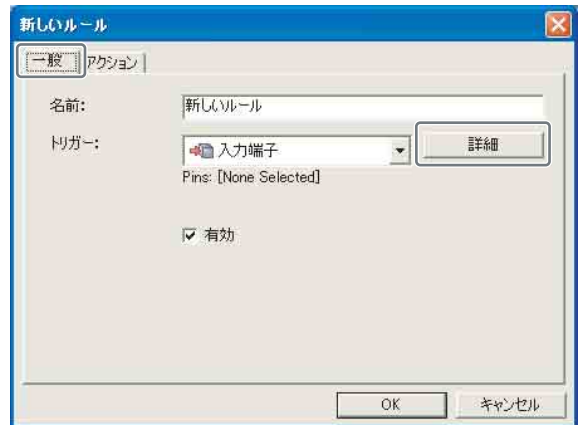 新しいルール
一般 アクション
名前: 新しいルール
トリガー: 入力端子 詳細
Pins: [None Selected]
有効
OK キャンセル